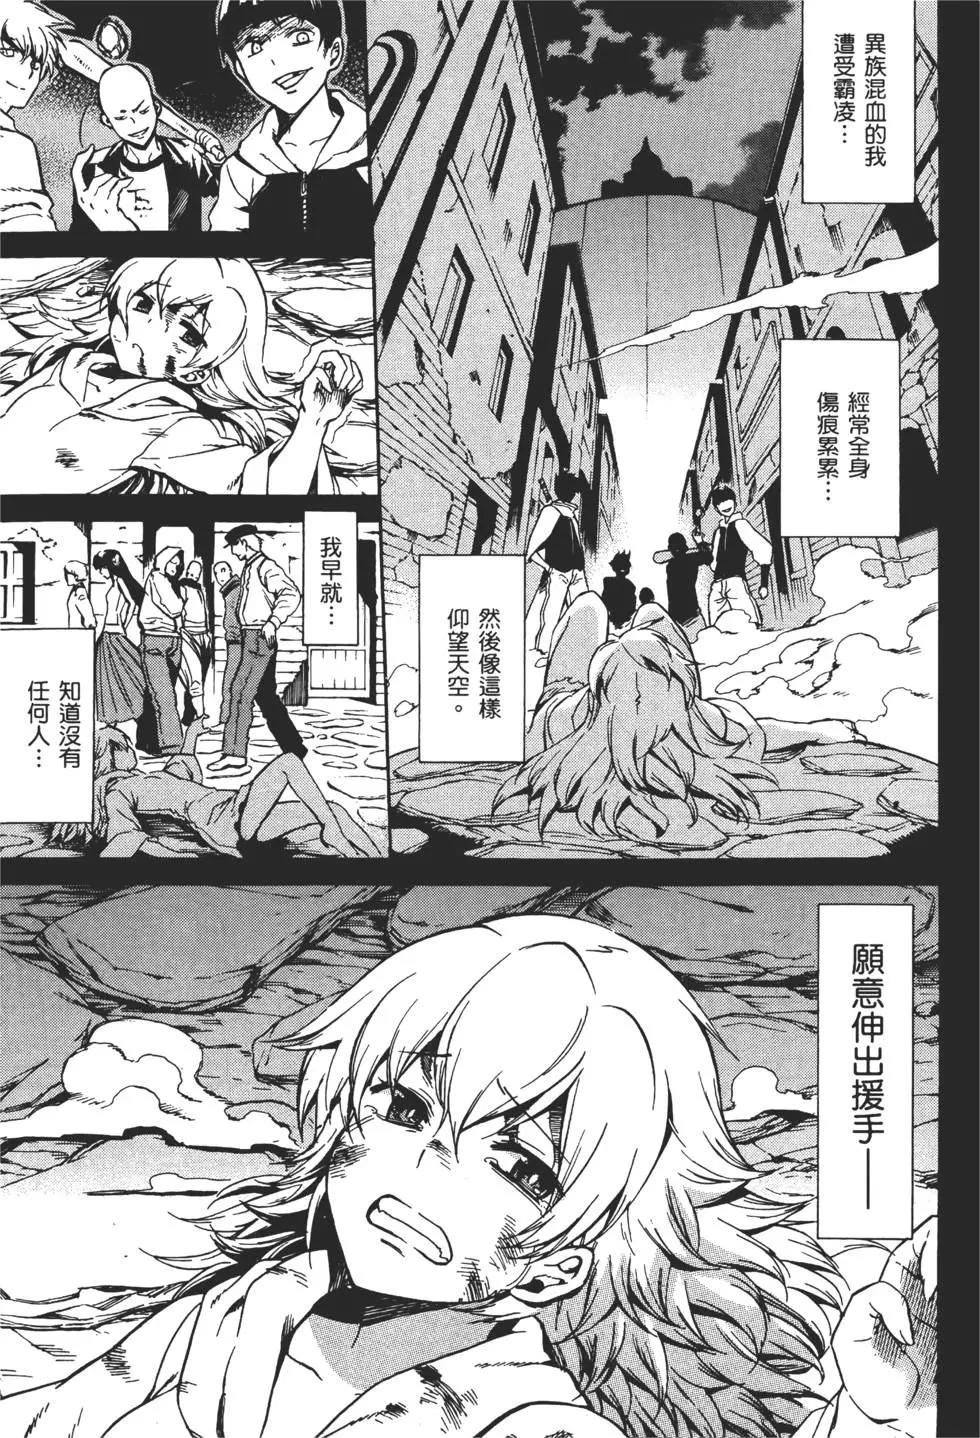 異族混血的我
遭受霸凌…
經常全身
傷痕累累…
然後像這樣
仰望天空。
我早就…
知道沒有
任何人…
願意伸出援手──